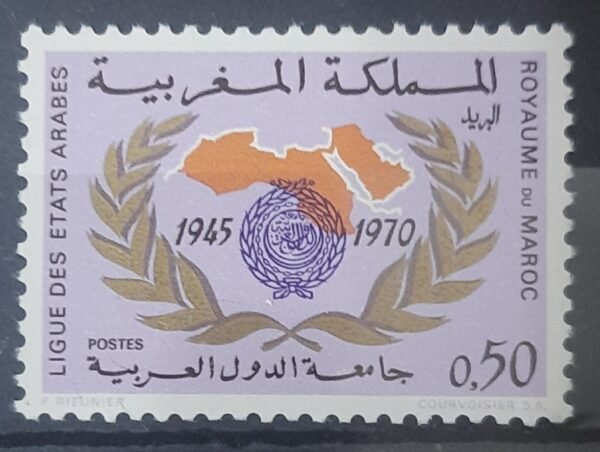 المملكة المغربية
البريد
ROYAUME DU MAROC
LIGUE DES ETATS ARABES
1945 1970
POSTES
جامعة الدول العربية
0,50
P. RIEUNIER
COURVOISIER S.A.